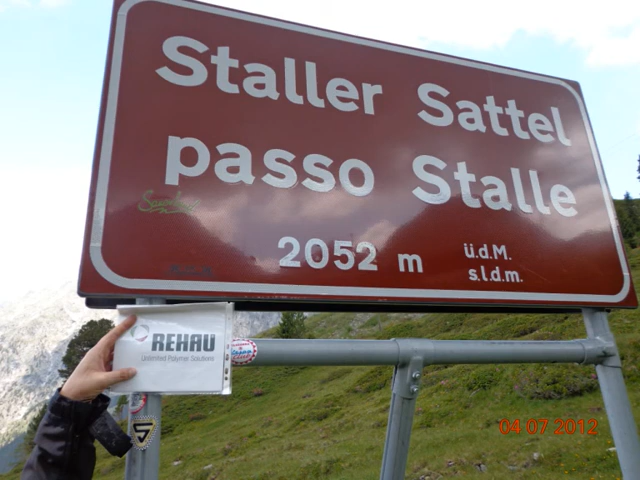 Staller Sattel
passo Stalle
2052 m ü.d.M.
s.l.d.m.
REHAU
Unlimited Polymer Solutions
04 07 2012